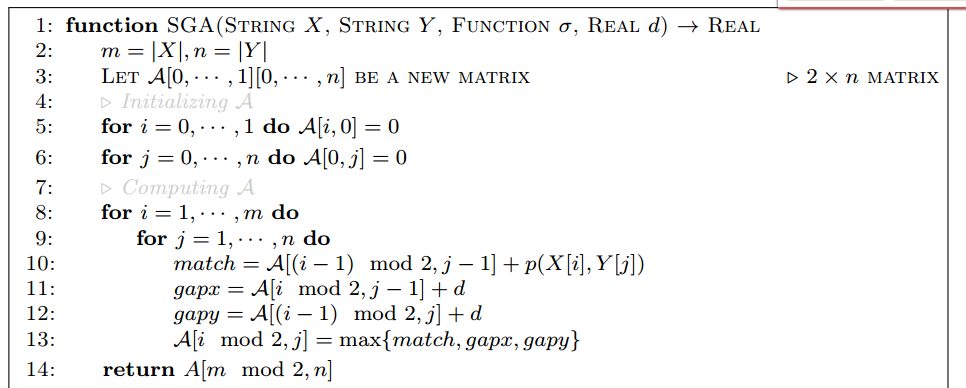 1: function SGA(STRING X, STRING Y, FUNCTION σ, REAL d) → REAL
2: m = |X|, n = |Y|
3: LET 𝒜[0, ⋯ , 1][0, ⋯ , n] BE A NEW MATRIX ▷ 2 × n MATRIX
4: ▷ Initializing 𝒜
5: for i = 0, ⋯ , 1 do 𝒜[i, 0] = 0
6: for j = 0, ⋯ , n do 𝒜[0, j] = 0
7: ▷ Computing 𝒜
8: for i = 1, ⋯ , m do
9: for j = 1, ⋯ , n do
10: match = 𝒜[(i − 1) mod 2, j − 1] + p(X[i], Y[j])
11: gapx = 𝒜[i mod 2, j − 1] + d
12: gapy = 𝒜[(i − 1) mod 2, j] + d
13: 𝒜[i mod 2, j] = max{match, gapx, gapy}
14: return A[m mod 2, n]